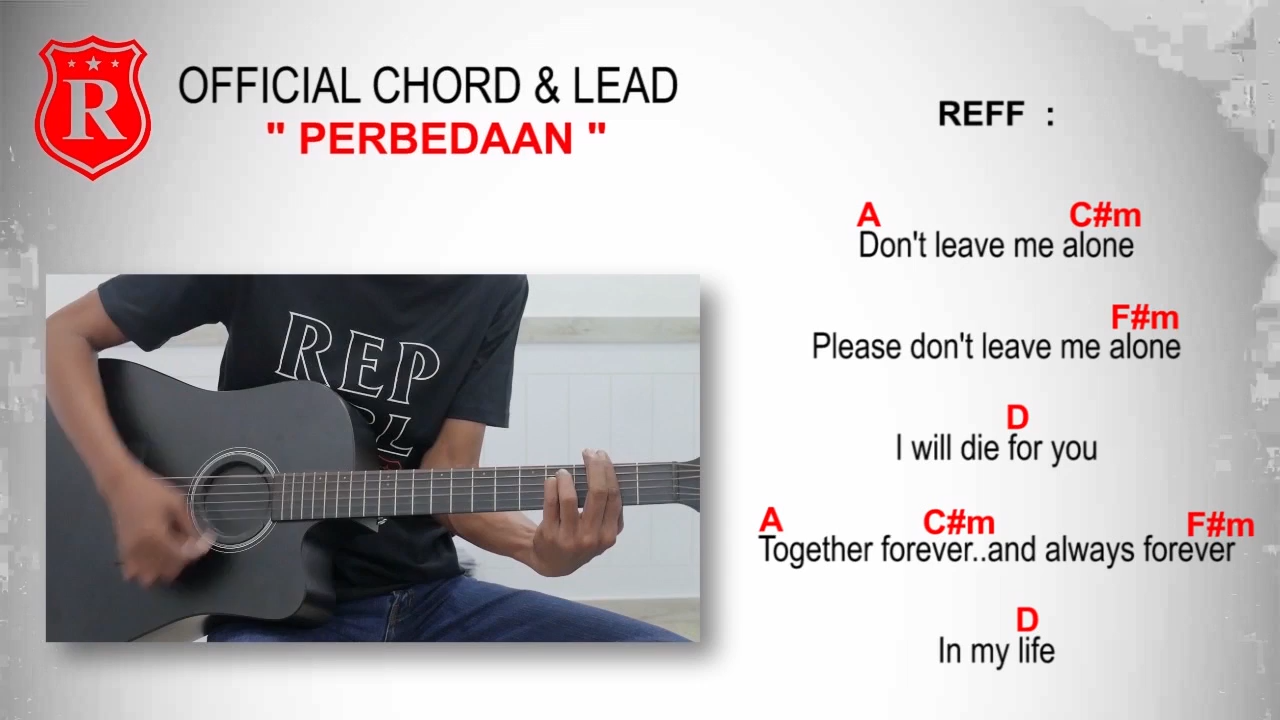 R
OFFICIAL CHORD & LEAD
" PERBEDAAN "
REP
REFF :
A C#m
Don't leave me alone
F#m
Please don't leave me alone
D
I will die for you
A C#m F#m
Together forever..and always forever
D
In my life